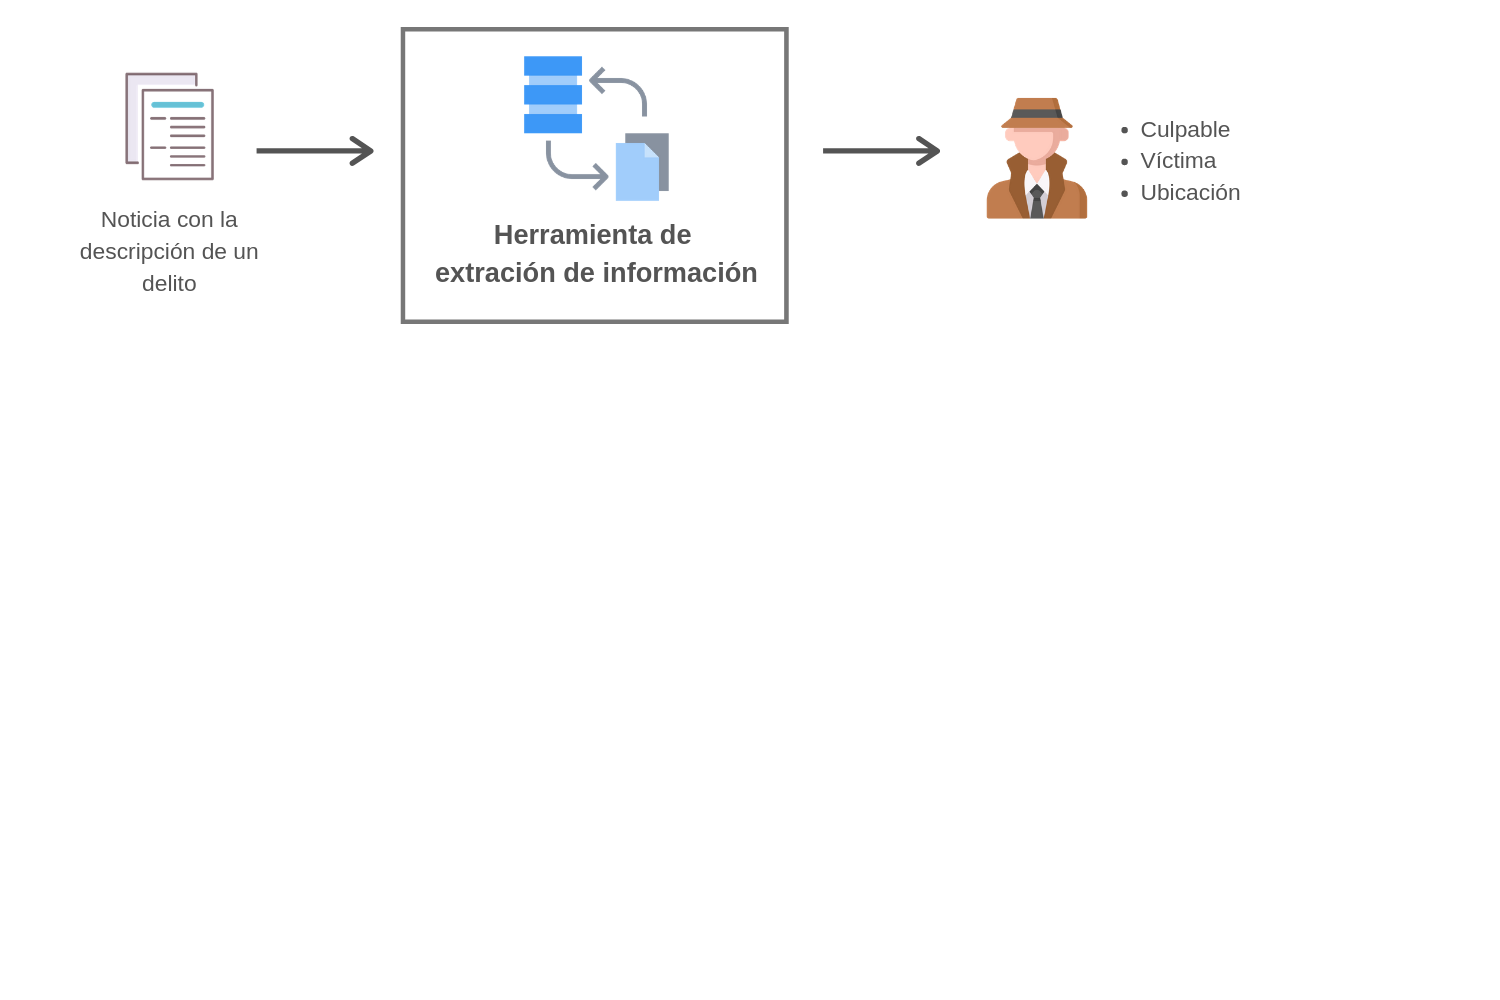 Noticia con la
descripción de un
delito
Herramienta de
extración de información
• Culpable
• Víctima
• Ubicación